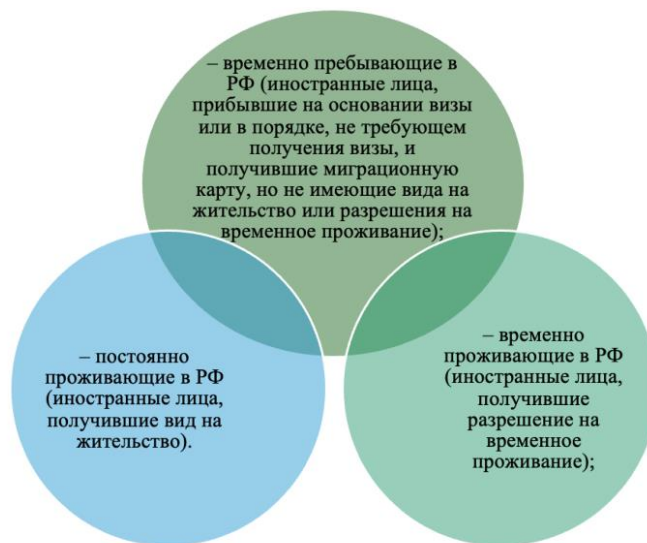 – временно пребывающие в
РФ (иностранные лица,
прибывшие на основании визы
или в порядке, не требующем
получения визы, и
получившие миграционную
карту, но не имеющие вида на
жительство или разрешения на
временное проживание);
– постоянно
проживающие в РФ
(иностранные лица,
получившие вид на
жительство).
– временно
проживающие в РФ
(иностранные лица,
получившие
разрешение на
временное
проживание);